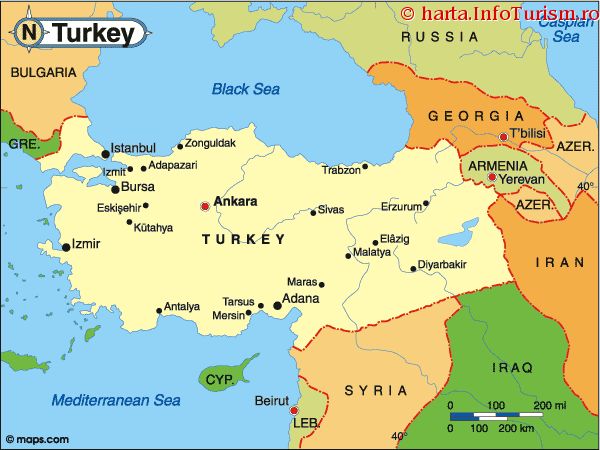 © harta.InfoTurism.ro
N Turkey
RUSSIA
Caspian
Sea
BULGARIA
Black Sea
GEORGIA
T'bilisi
GRE.
Istanbul
Zonguldak
Izmit
Adapazari
Bursa
Trabzon
ARMENIA
Yerevan
AZER.
40°
Eskişehir
Ankara
Kütahya
Sivas
Erzurum
AZER.
Izmir
TURKEY
Elâzig
Malatya
Diyarbakir
IRAN
Maras
Antalya
Tarsus
Mersin
Adana
CYP.
SYRIA
IRAQ
Mediterranean Sea
Beirut
LEB.
0 100 200 mi
0 100 200 km
40°
© maps.com